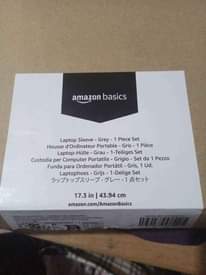 amazon basics
Laptop Sleeve - Grey - 1 Piece Set
Housse d'Ordinateur Portable - Gris - 1 Pièce
Laptop-Hülle - Grau - 1-Teiliges Set
Custodia per Computer Portatile - Grigio - Set da 1 Pezzo
Funda para Ordenador Portátil - Gris, 1 Ud.
Laptophoes - Grijs - 1-Delige Set
ラップトップスリーブ - グレー - 1 点セット
17.3 in | 43.94 cm
amazon.com/AmazonBasics